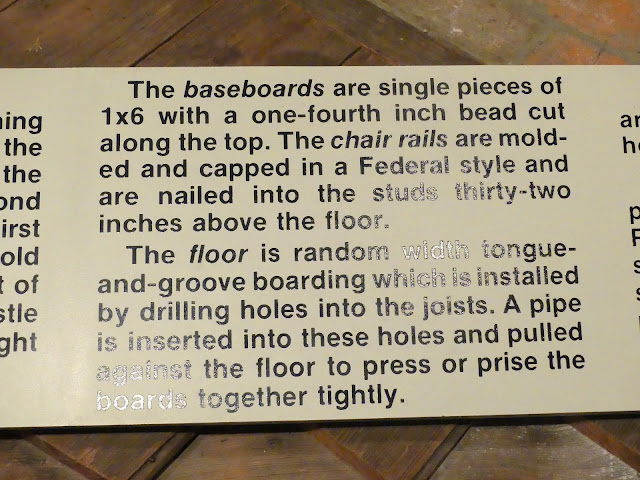 The baseboards are single pieces of
1x6 with a one-fourth inch bead cut
along the top. The chair rails are mold-
ed and capped in a Federal style and
are nailed into the studs thirty-two
inches above the floor.
The floor is random width tongue-
and-groove boarding which is installed
by drilling holes into the joists. A pipe
is inserted into these holes and pulled
against the floor to press or prise the
boards together tightly.
the
the
old
of